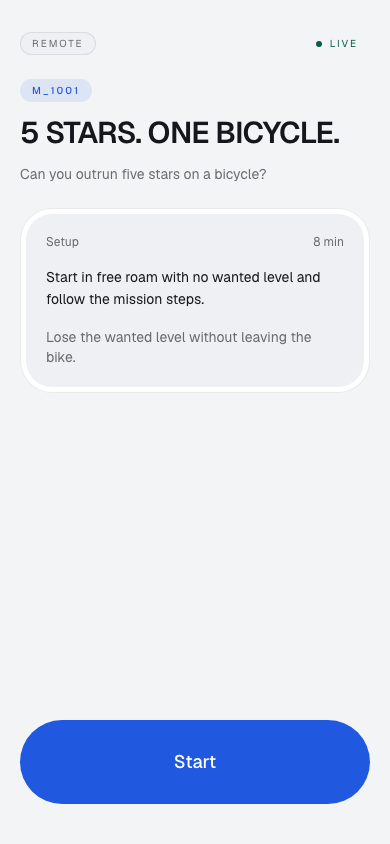 REMOTE
LIVE
M_1001
5 STARS. ONE BICYCLE.
Can you outrun five stars on a bicycle?
Setup
8 min
Start in free roam with no wanted level and
follow the mission steps.
Lose the wanted level without leaving the
bike.
Start